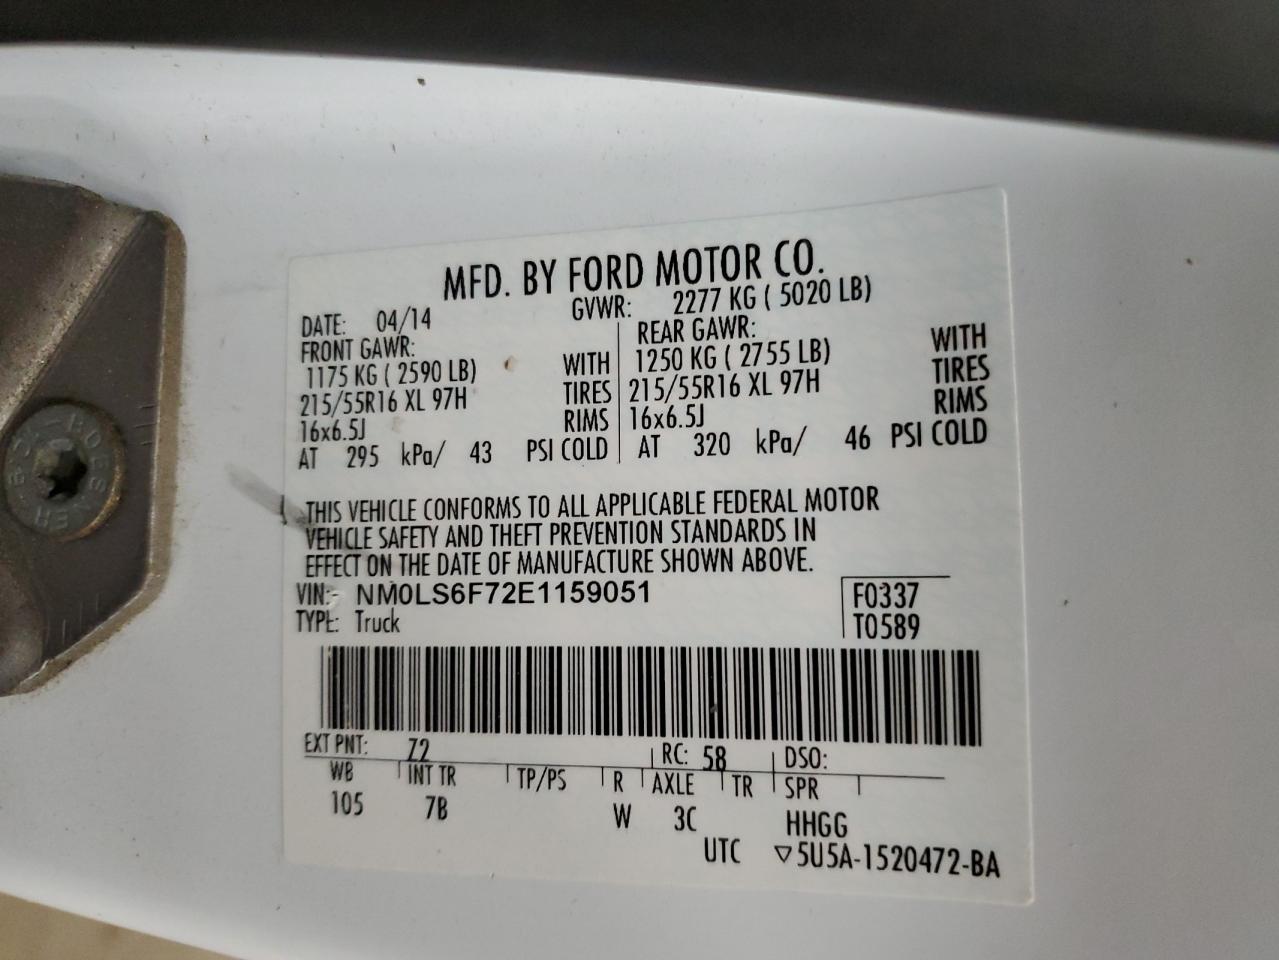 MFD. BY FORD MOTOR CO.
DATE: 04/14 GVWR: 2277 KG ( 5020 LB)
FRONT GAWR:
1175 KG ( 2590 LB) WITH
215/55R16 XL 97H TIRES
16x6.5J RIMS
AT 295 kPa/ 43 PSI COLD
REAR GAWR:
1250 KG ( 2755 LB) WITH
215/55R16 XL 97H TIRES
16x6.5J RIMS
AT 320 kPa/ 46 PSI COLD
THIS VEHICLE CONFORMS TO ALL APPLICABLE FEDERAL MOTOR
VEHICLE SAFETY AND THEFT PREVENTION STANDARDS IN
EFFECT ON THE DATE OF MANUFACTURE SHOWN ABOVE.
VIN: NM0LS6F72E1159051
TYPE: Truck
F0337
T0589
EXT PNT: Z2 RC: 58 DSO:
WB INT TR TP/PS R AXLE TR SPR
105 7B W 3C HHGG
UTC ▽5U5A-1520472-BA